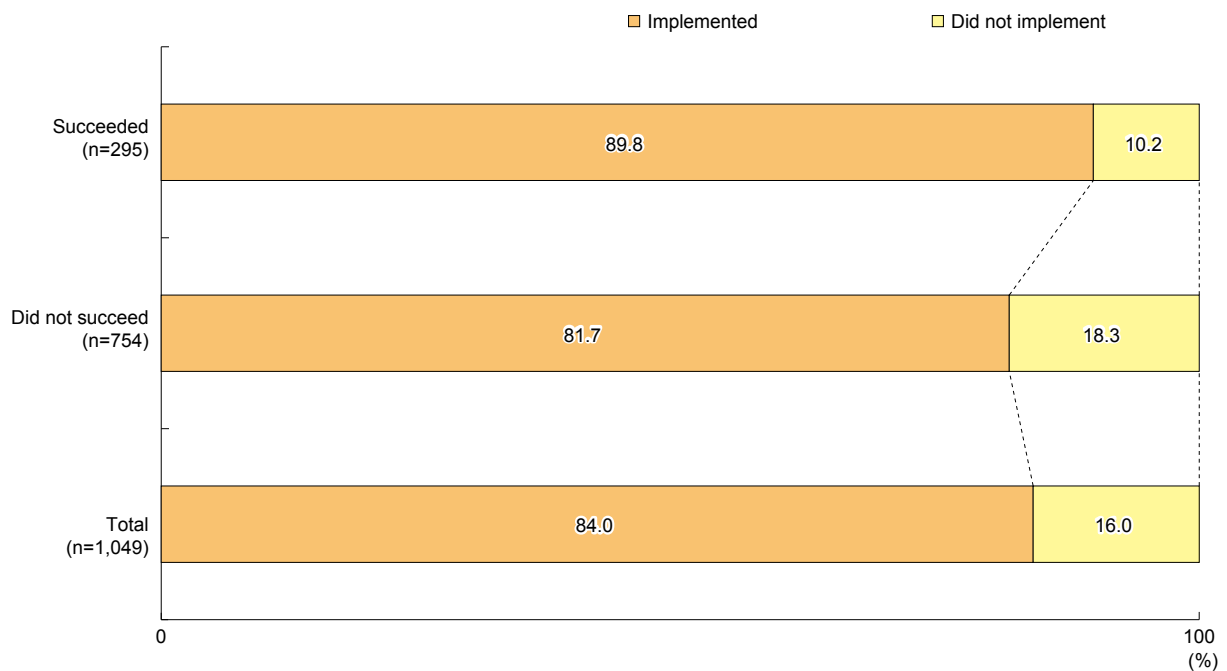 Implemented
Did not implement
Succeeded
(n=295)
89.8
10.2
Did not succeed
(n=754)
81.7
18.3
Total
(n=1,049)
84.0
16.0
0
100
(%)